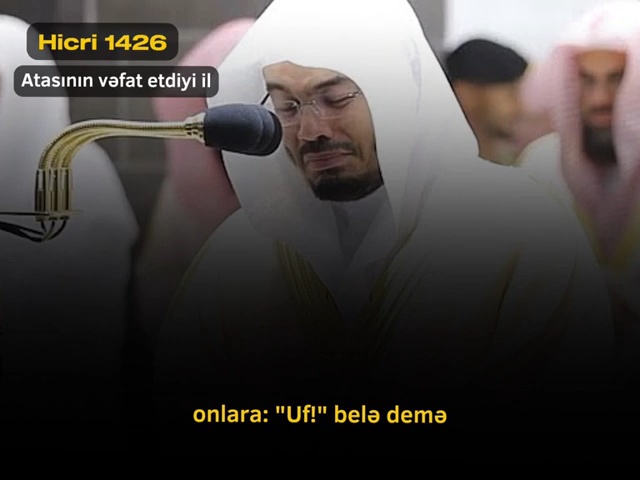 Hicri 1426
Atasının vəfat etdiyi il
onlara: "Uf!" belə demə